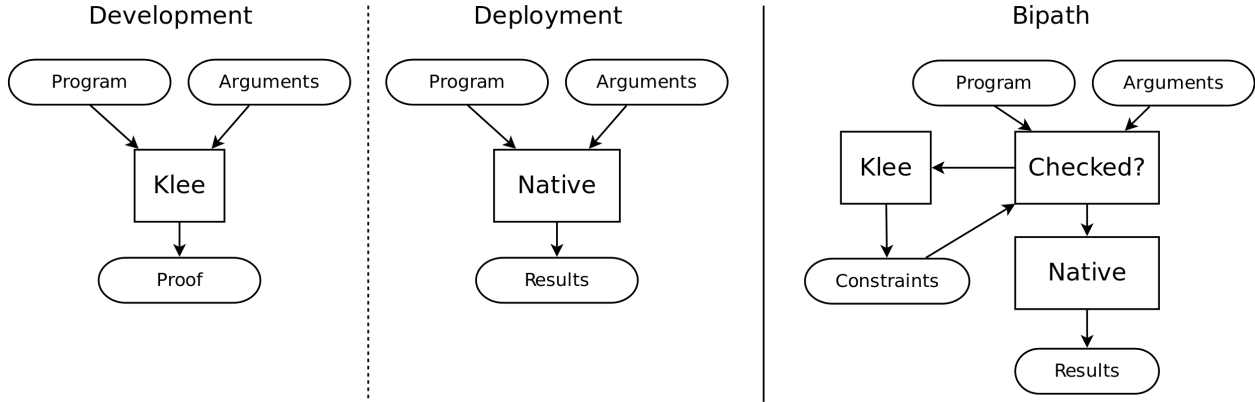 Development
Program
Arguments
Klee
Proof
Deployment
Program
Arguments
Native
Results
Bipath
Program
Arguments
Klee
Checked?
Constraints
Native
Results